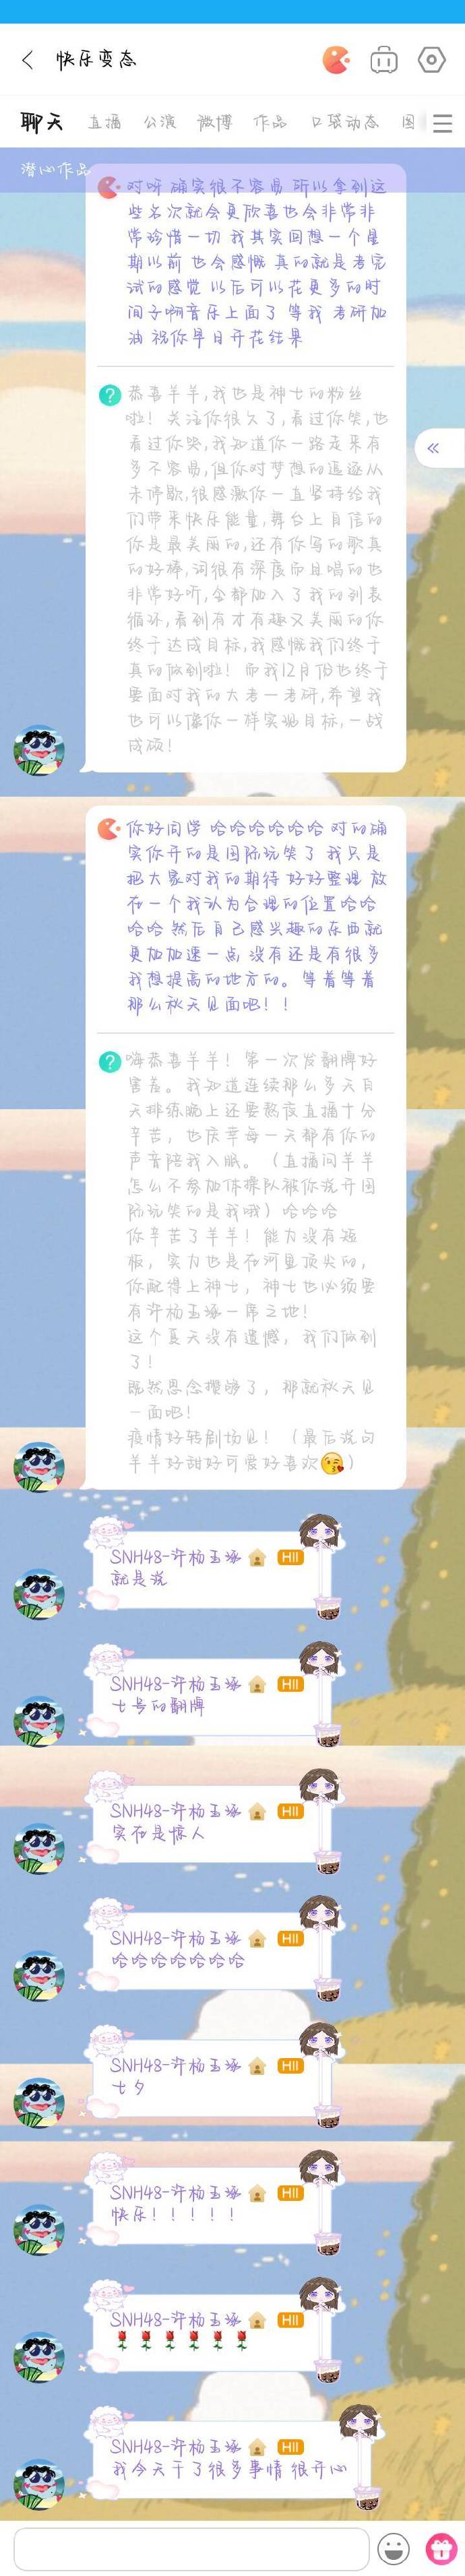 快乐变态
聊天 直播 公演 微博 作品 口袋动态 图
潜心作品
对呀 确实很不容易 所以拿到这
些名次就会更欣喜也会非常非
常珍惜一切 我其实回想一个星
期以前 也会感慨 真的就是考完
试的感觉 以后可以花更多的时
间子啊音乐上面了 等我 考研加
油 祝你早日开花结果
恭喜羊羊,我也是神七的粉丝
啦！关注你很久了,看过你笑,也
看过你哭,我知道你一路走来有
多不容易,但你对梦想的追逐从
未停歇,很感激你一直坚持给我
们带来快乐能量,舞台上自信的
你是最美丽的,还有你写的歌真
的好棒,词很有深度而且唱的也
非常好听,全都加入了我的列表
循环,看到有才有趣又美丽的你
终于达成目标,我感慨我们终于
真的做到啦！而我12月份也终于
要面对我的大考一考研,希望我
也可以像你一样实现目标,一战
成硕！
你好同学 哈哈哈哈哈哈 对的确
实你开的是国际玩笑了 我只是
把大家对我的期待 好好整理 放
在一个我认为合理的位置哈哈
哈哈 然后自己感兴趣的东西就
更加加速一点 没有还是有很多
我想提高的地方的。等着等着
那么秋天见面吧！！
嗨恭喜羊羊！第一次发翻牌好
害羞。我知道连续那么多天白
天排练晚上还要熬夜直播十分
辛苦，也庆幸每一天都有你的
声音陪我入眠。（直播问羊羊
怎么不参加体操队被你说开国
际玩笑的是我哦）哈哈哈
你辛苦了羊羊！能力没有短
板，实力也是在河里顶尖的，
你配得上神七，神七也必须要
有许杨玉琢一席之地！
这个夏天没有遗憾，我们做到
了！
既然思念攒够了，那就秋天见
一面吧！
疫情好转剧场见！（最后说句
羊羊好甜好可爱好喜欢😘）
SNH48-许杨玉琢 HII
就是说
SNH48-许杨玉琢 HII
七号的翻牌
SNH48-许杨玉琢 HII
实在是惊人
SNH48-许杨玉琢 HII
哈哈哈哈哈哈哈
SNH48-许杨玉琢 HII
七夕
SNH48-许杨玉琢 HII
快乐！！！！！
SNH48-许杨玉琢 HII
🌹🌹🌹🌹🌹🌹
SNH48-许杨玉琢 HII
我今天干了很多事情 很开心